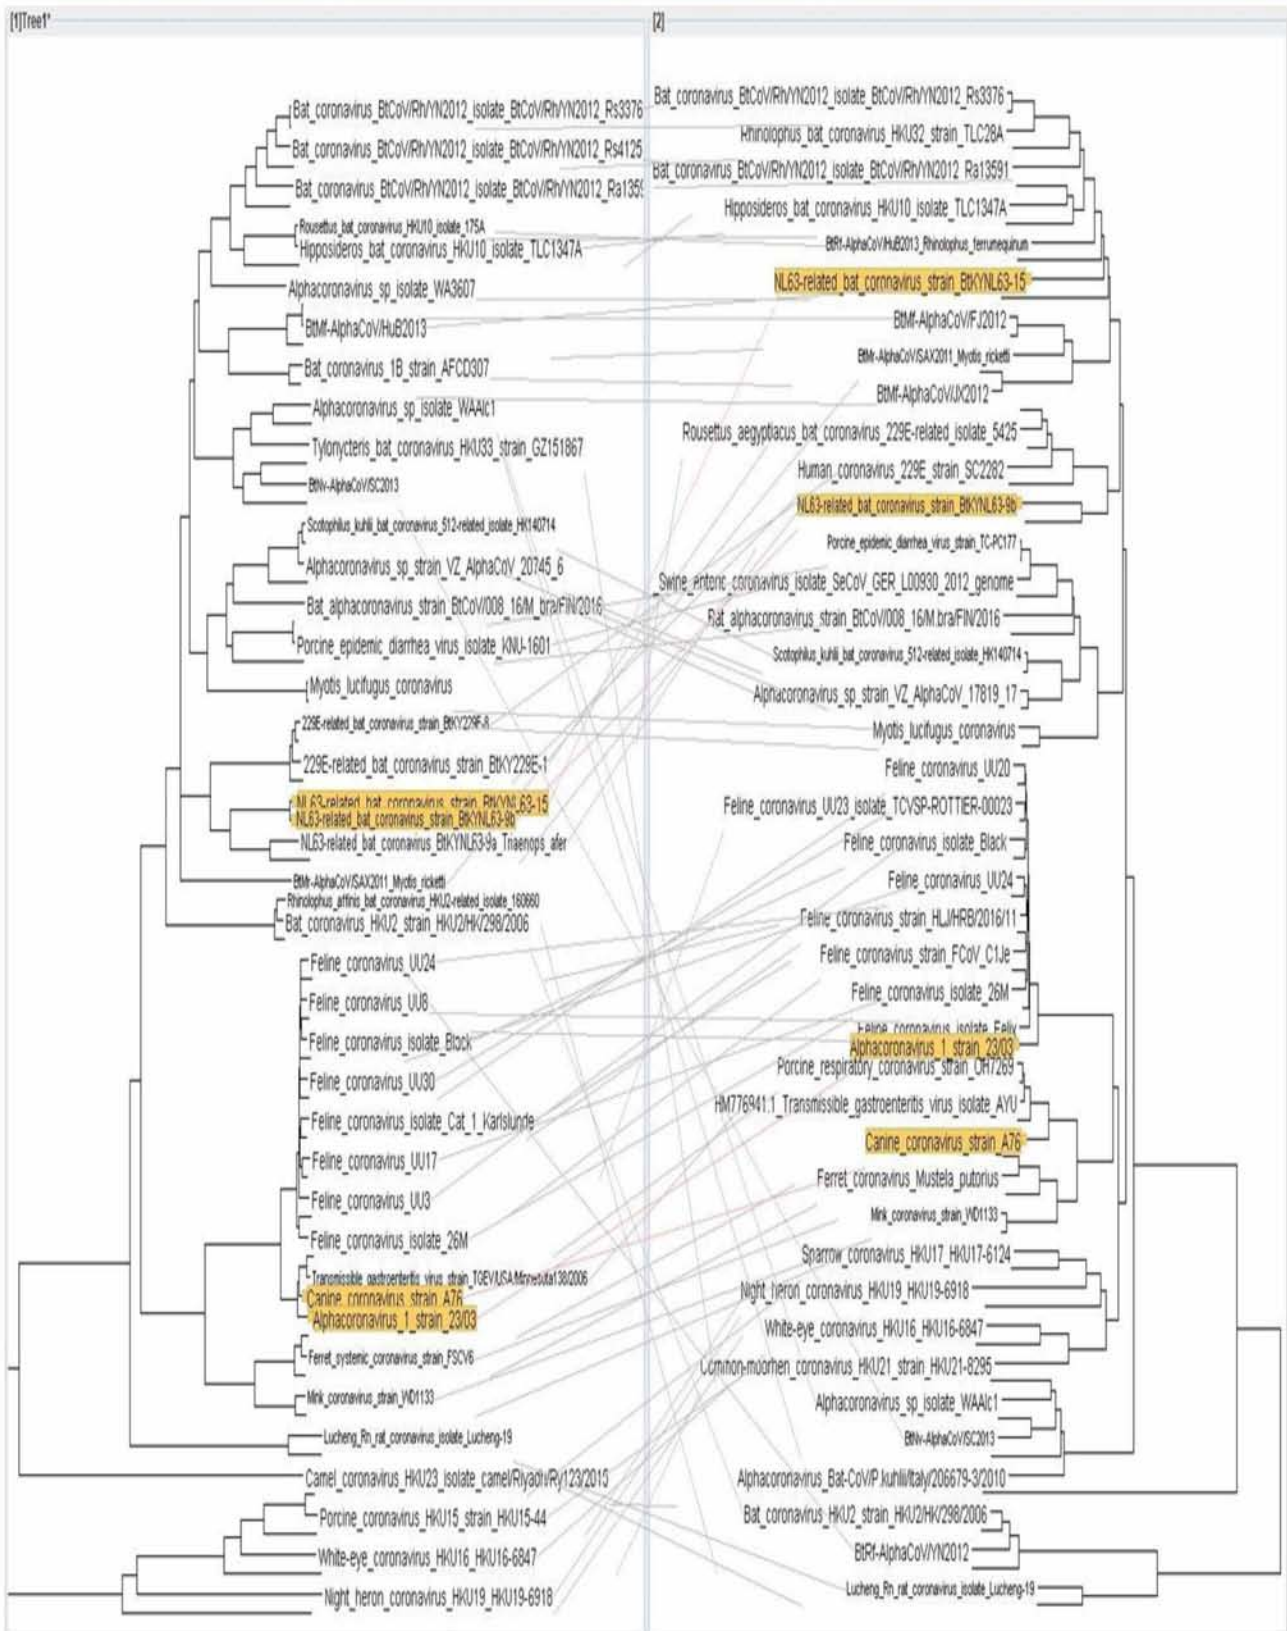 [1]Tree1*
Bat_coronavirus_BtCoV/Rh/YN2012_isolate_BtCoV/Rh/YN2012_Rs3376
Bat_coronavirus_BtCoV/Rh/YN2012_isolate_BtCoV/Rh/YN2012_Rs4125
Bat_coronavirus_BtCoV/Rh/YN2012_isolate_BtCoV/Rh/YN2012_Ra135
Rousettus_bat_coronavirus_HKU10_isolate_175A
Hipposideros_bat_coronavirus_HKU10_isolate_TLC1347A
Alphacoronavirus_sp_isolate_WA3607
BtMf-AlphaCoV/HuB2013
Bat_coronavirus_1B_strain_AFCD307
Alphacoronavirus_sp_isolate_WAAlc1
Tylonycteris_bat_coronavirus_HKU33_strain_GZ151867
BtNv-AlphaCoV/SC2013
Scotophilus_kuhlii_bat_coronavirus_512-related_isolate_HK140714
Alphacoronavirus_sp_strain_VZ_AlphaCoV_20745_6
Bat_alphacoronavirus_strain_BtCoV/008_16/M_bra/FIN/2016
Porcine_epidemic_diarrhea_virus_isolate_KNU-1601
Myotis_lucifugus_coronavirus
229E-related_bat_coronavirus_strain_BtKY229E-8
229E-related_bat_coronavirus_strain_BtKY229E-1
NL63-related_bat_coronavirus_strain_BtKYNL63-15
NL63-related_bat_coronavirus_strain_BtKYNL63-9b
NL63-related_bat_coronavirus_BtKYNL63-9a_Triaenops_afer
BtMr-AlphaCoV/SAX2011_Myotis_ricketti
Rhinolophus_affinis_bat_coronavirus_HKU2-related_isolate_160660
Bat_coronavirus_HKU2_strain_HKU2/HK/298/2006
Feline_coronavirus_UU24
Feline_coronavirus_UU8
Feline_coronavirus_isolate_Block
Feline_coronavirus_UU30
Feline_coronavirus_isolate_Cat_1_Karlslunde
Feline_coronavirus_UU17
Feline_coronavirus_UU3
Feline_coronavirus_isolate_26M
Transmissible_gastroenteritis_virus_strain_TGEV/USA/Minnesota138/2006
Canine_coronavirus_strain_A76
Alphacoronavirus_1_strain_23/03
Ferret_systemic_coronavirus_strain_FSCV6
Mink_coronavirus_strain_WD1133
Lucheng_Rn_rat_coronavirus_isolate_Lucheng-19
Camel_coronavirus_HKU23_isolate_camel/Riyadh/Ry123/2015
Porcine_coronavirus_HKU15_strain_HKU15-44
White-eye_coronavirus_HKU16_HKU16-6847
Night_heron_coronavirus_HKU19_HKU19-6918
[2]
Bat_coronavirus_BtCoV/Rh/YN2012_isolate_BtCoV/Rh/YN2012_Rs3376
Rhinolophus_bat_coronavirus_HKU32_strain_TLC28A
Bat_coronavirus_BtCoV/Rh/YN2012_isolate_BtCoV/Rh/YN2012_Ra13591
Hipposideros_bat_coronavirus_HKU10_isolate_TLC1347A
BtRf-AlphaCoV/HuB2013_Rhinolophus_ferrumequinum
NL63-related_bat_coronavirus_strain_BtKYNL63-15
BtMf-AlphaCoV/FJ2012
BtMr-AlphaCoV/SAX2011_Myotis_ricketti
BtMf-AlphaCoV/JX2012
Rousettus_aegyptiacus_bat_coronavirus_229E-related_isolate_5425
Human_coronavirus_229E_strain_SC2282
NL63-related_bat_coronavirus_strain_BtKYNL63-9b
Porcine_epidemic_diarrhea_virus_strain_TC-PC177
_Swine_enteric_coronavirus_isolate_SeCoV_GER_L00930_2012_genome
Bat_alphacoronavirus_strain_BtCoV/008_16/M.bra/FIN/2016
Scotophilus_kuhlii_bat_coronavirus_512-related_isolate_HK140714
Alphacoronavirus_sp_strain_VZ_AlphaCoV_17819_17
Myotis_lucifugus_coronavirus
Feline_coronavirus_UU20
Feline_coronavirus_UU23_isolate_TCVSP-ROTTIER-00023
Feline_coronavirus_isolate_Black
Feline_coronavirus_UU24
Feline_coronavirus_strain_HLJ/HRB/2016/11
Feline_coronavirus_strain_FCoV_C1Je
Feline_coronavirus_isolate_26M
Feline_coronavirus_isolate_Felix
Alphacoronavirus_1_strain_23/03
Porcine_respiratory_coronavirus_strain_OH7269
HM776941.1_Transmissible_gastroenteritis_virus_isolate_AYU
Canine_coronavirus_strain_A76
Ferret_coronavirus_Mustela_putorius
Mink_coronavirus_strain_WD1133
Sparrow_coronavirus_HKU17_HKU17-6124
Night_heron_coronavirus_HKU19_HKU19-6918
White-eye_coronavirus_HKU16_HKU16-6847
Common-moorhen_coronavirus_HKU21_strain_HKU21-8295
Alphacoronavirus_sp_isolate_WAAlc1
BtNv-AlphaCoV/SC2013
Alphacoronavirus_Bat-CoV/P.kuhlii/Italy/206679-3/2010
Bat_coronavirus_HKU2_strain_HKU2/HK/298/2006
BtRf-AlphaCoV/YN2012
Lucheng_Rn_rat_coronavirus_isolate_Lucheng-19